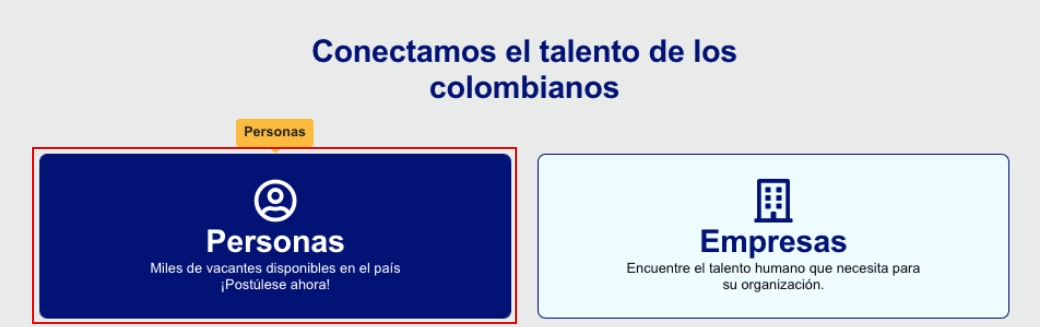 Conectamos el talento de los
colombianos
Personas
Personas
Miles de vacantes disponibles en el país
¡Postúlese ahora!
Empresas
Encuentre el talento humano que necesita para
su organización.